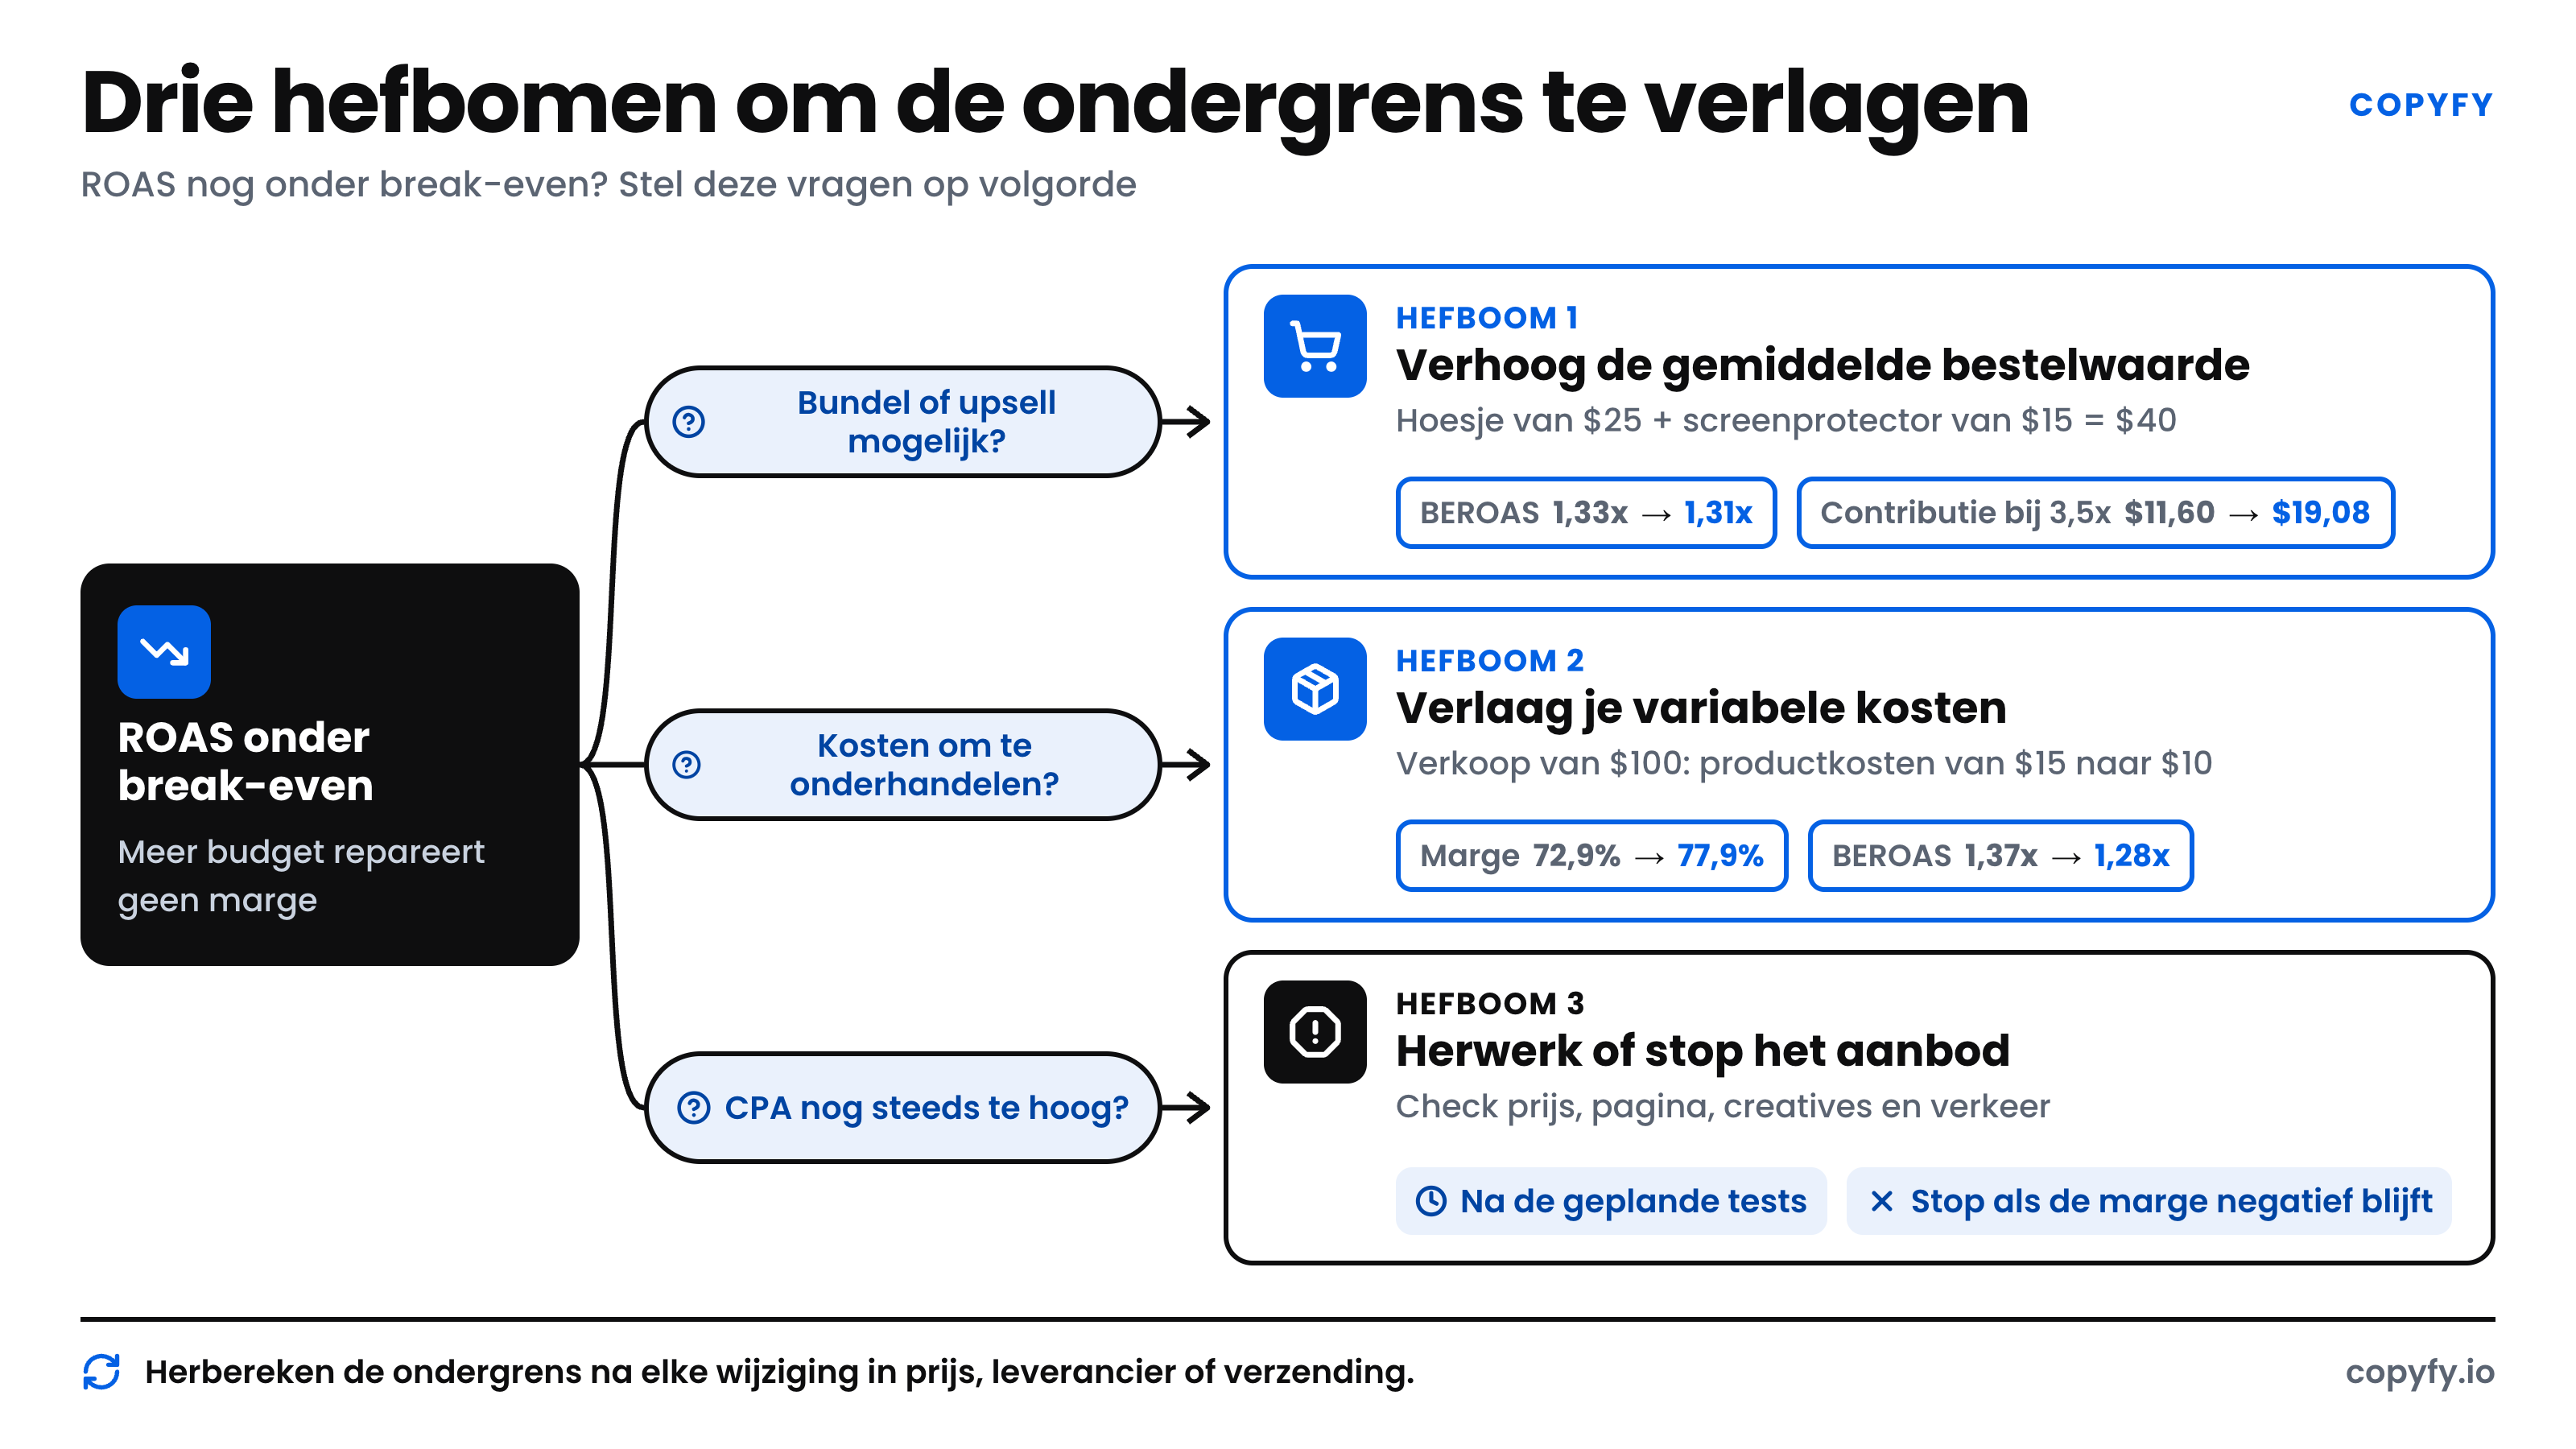 Drie hefbomen om de ondergrens te verlagen
COPYFY
ROAS nog onder break-even? Stel deze vragen op volgorde
ROAS onder
break-even
Meer budget repareert
geen marge
Bundel of upsell
mogelijk?
HEFBOOM 1
Verhoog de gemiddelde bestelwaarde
Hoesje van $25 + screenprotector van $15 = $40
BEROAS 1,33x → 1,31x
Contributie bij 3,5x $11,60 → $19,08
Kosten om te
onderhandelen?
HEFBOOM 2
Verlaag je variabele kosten
Verkoop van $100: productkosten van $15 naar $10
Marge 72,9% → 77,9%
BEROAS 1,37x → 1,28x
CPA nog steeds te hoog?
HEFBOOM 3
Herwerk of stop het aanbod
Check prijs, pagina, creatives en verkeer
Na de geplande tests
Stop als de marge negatief blijft
Herbereken de ondergrens na elke wijziging in prijs, leverancier of verzending.
copyfy.io